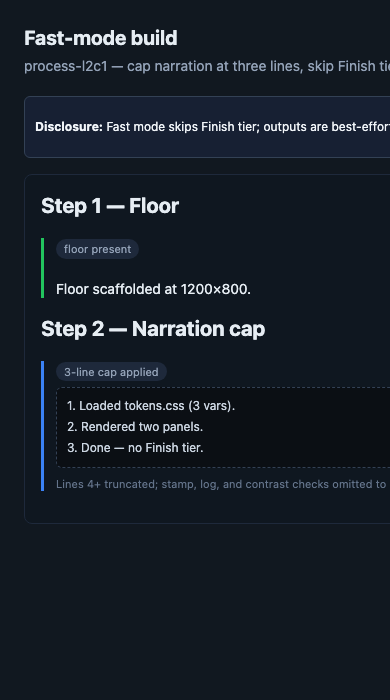 Fast-mode build
process-l2c1 — cap narration at three lines, skip Finish
Disclosure: Fast mode skips Finish tier; outputs are
Step 1 — Floor
floor present
Floor scaffolded at 1200×800.
Step 2 — Narration cap
3-line cap applied
1. Loaded tokens.css (3 vars).
2. Rendered two panels.
3. Done — no Finish tier.
Lines 4+ truncated; stamp, log, and contrast checks omitted to